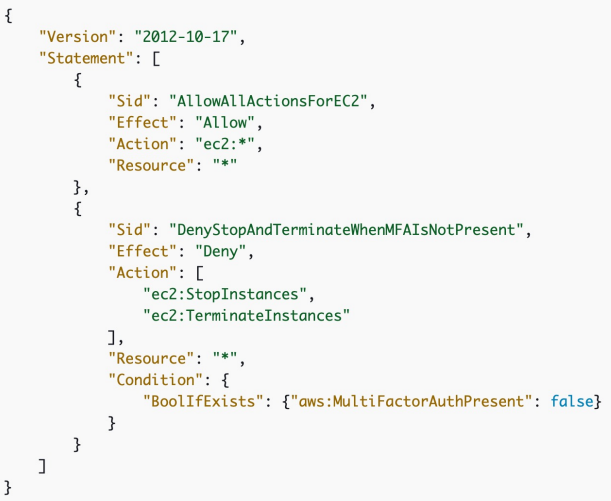 {
    "Version": "2012-10-17",
    "Statement": [
        {
            "Sid": "AllowAllActionsForEC2",
            "Effect": "Allow",
            "Action": "ec2:*",
            "Resource": "*"
        },
        {
            "Sid": "DenyStopAndTerminateWhenMFAIsNotPresent",
            "Effect": "Deny",
            "Action": [
                "ec2:StopInstances",
                "ec2:TerminateInstances"
            ],
            "Resource": "*",
            "Condition": {
                "BoolIfExists": {"aws:MultiFactorAuthPresent": false}
            }
        }
    ]
}